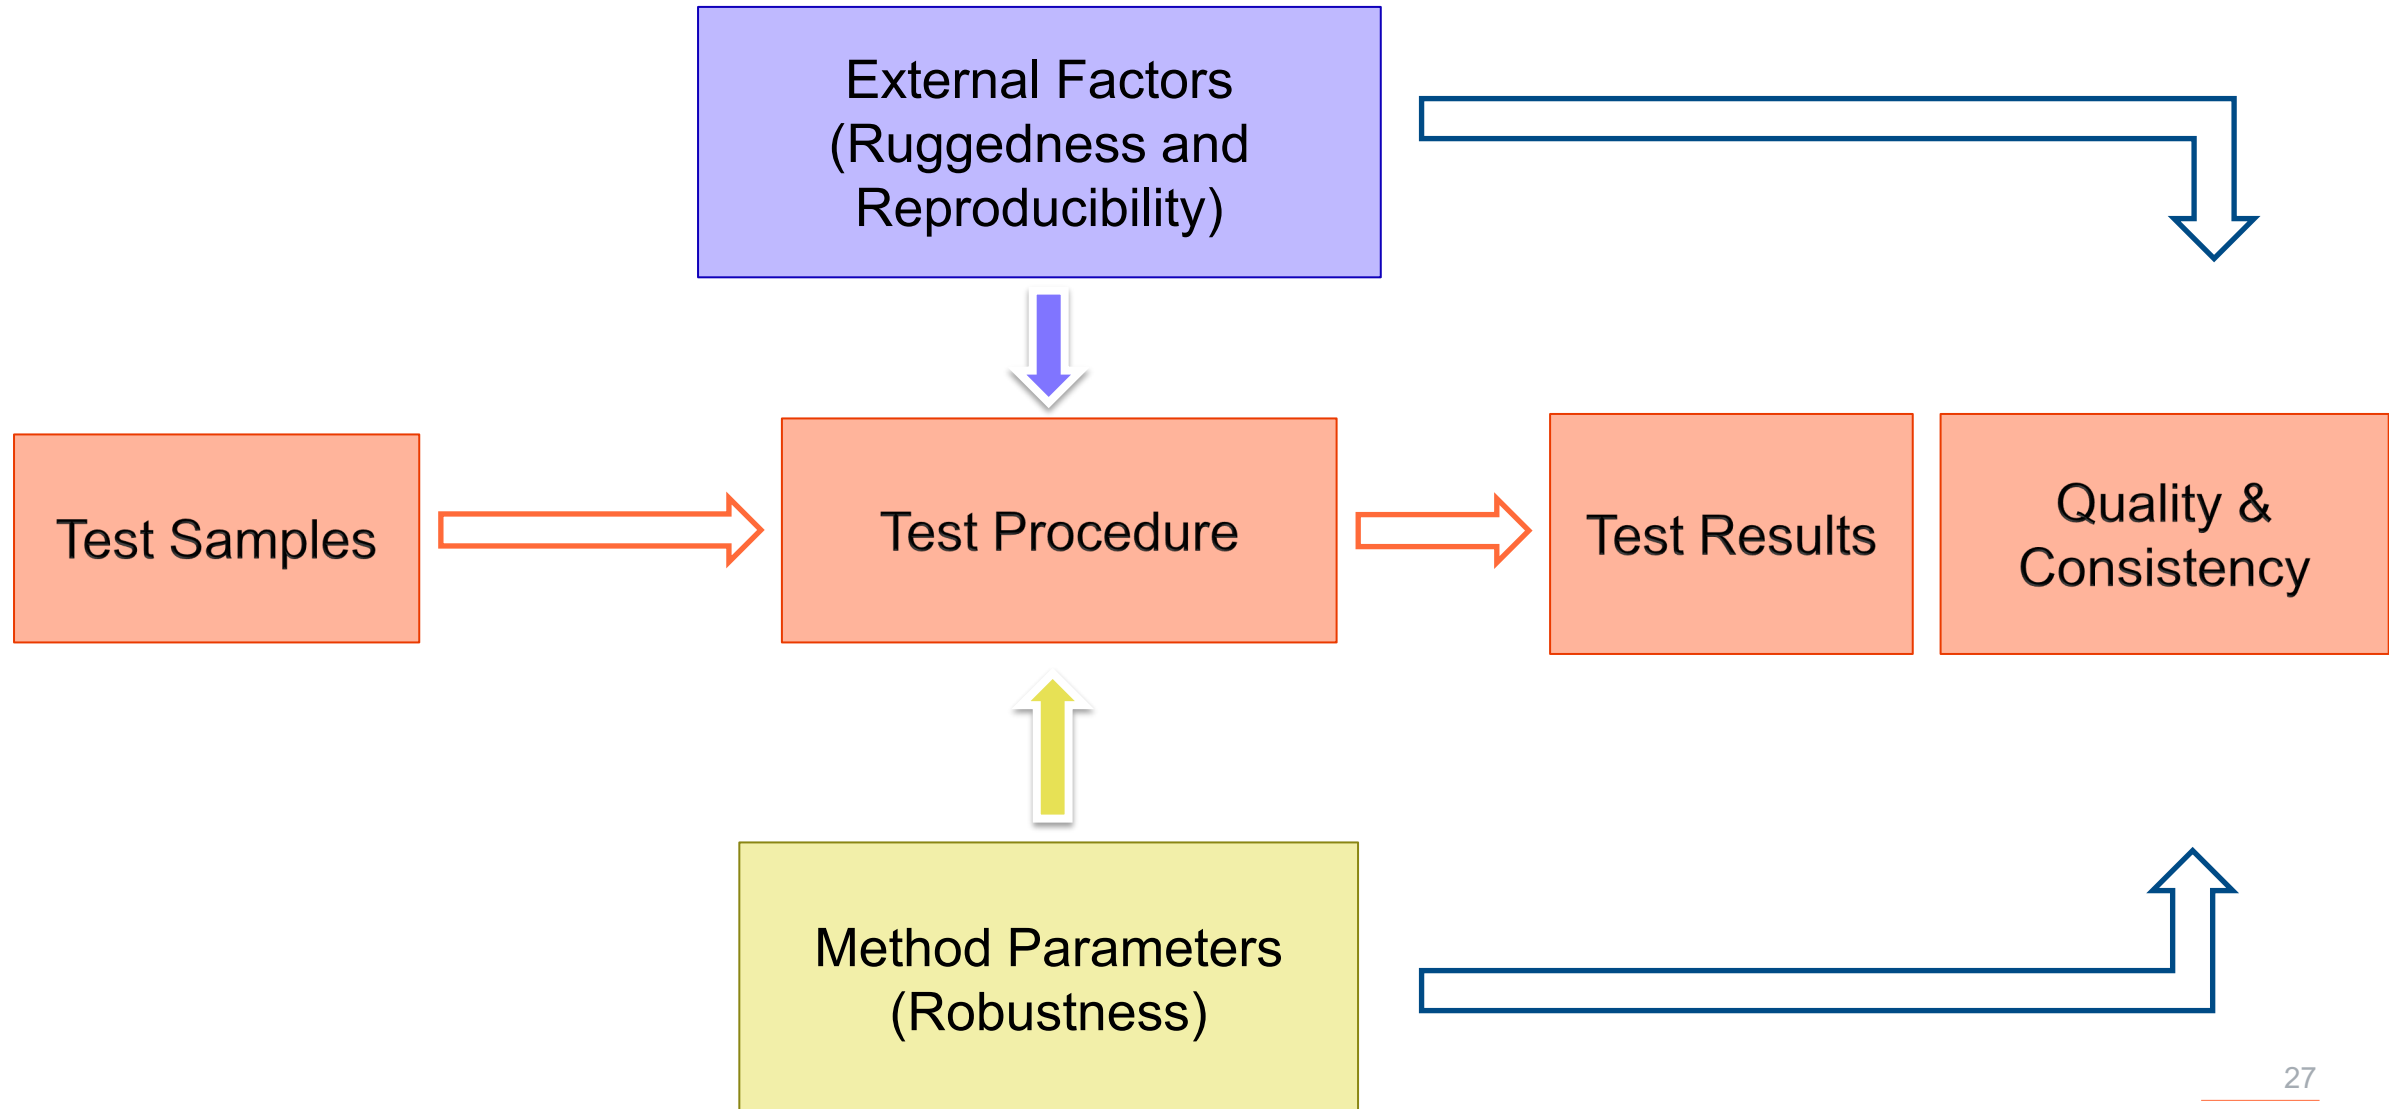 External Factors
(Ruggedness and
Reproducibility)
Test Samples
Test Procedure
Test Results
Quality &
Consistency
Method Parameters
(Robustness)
27